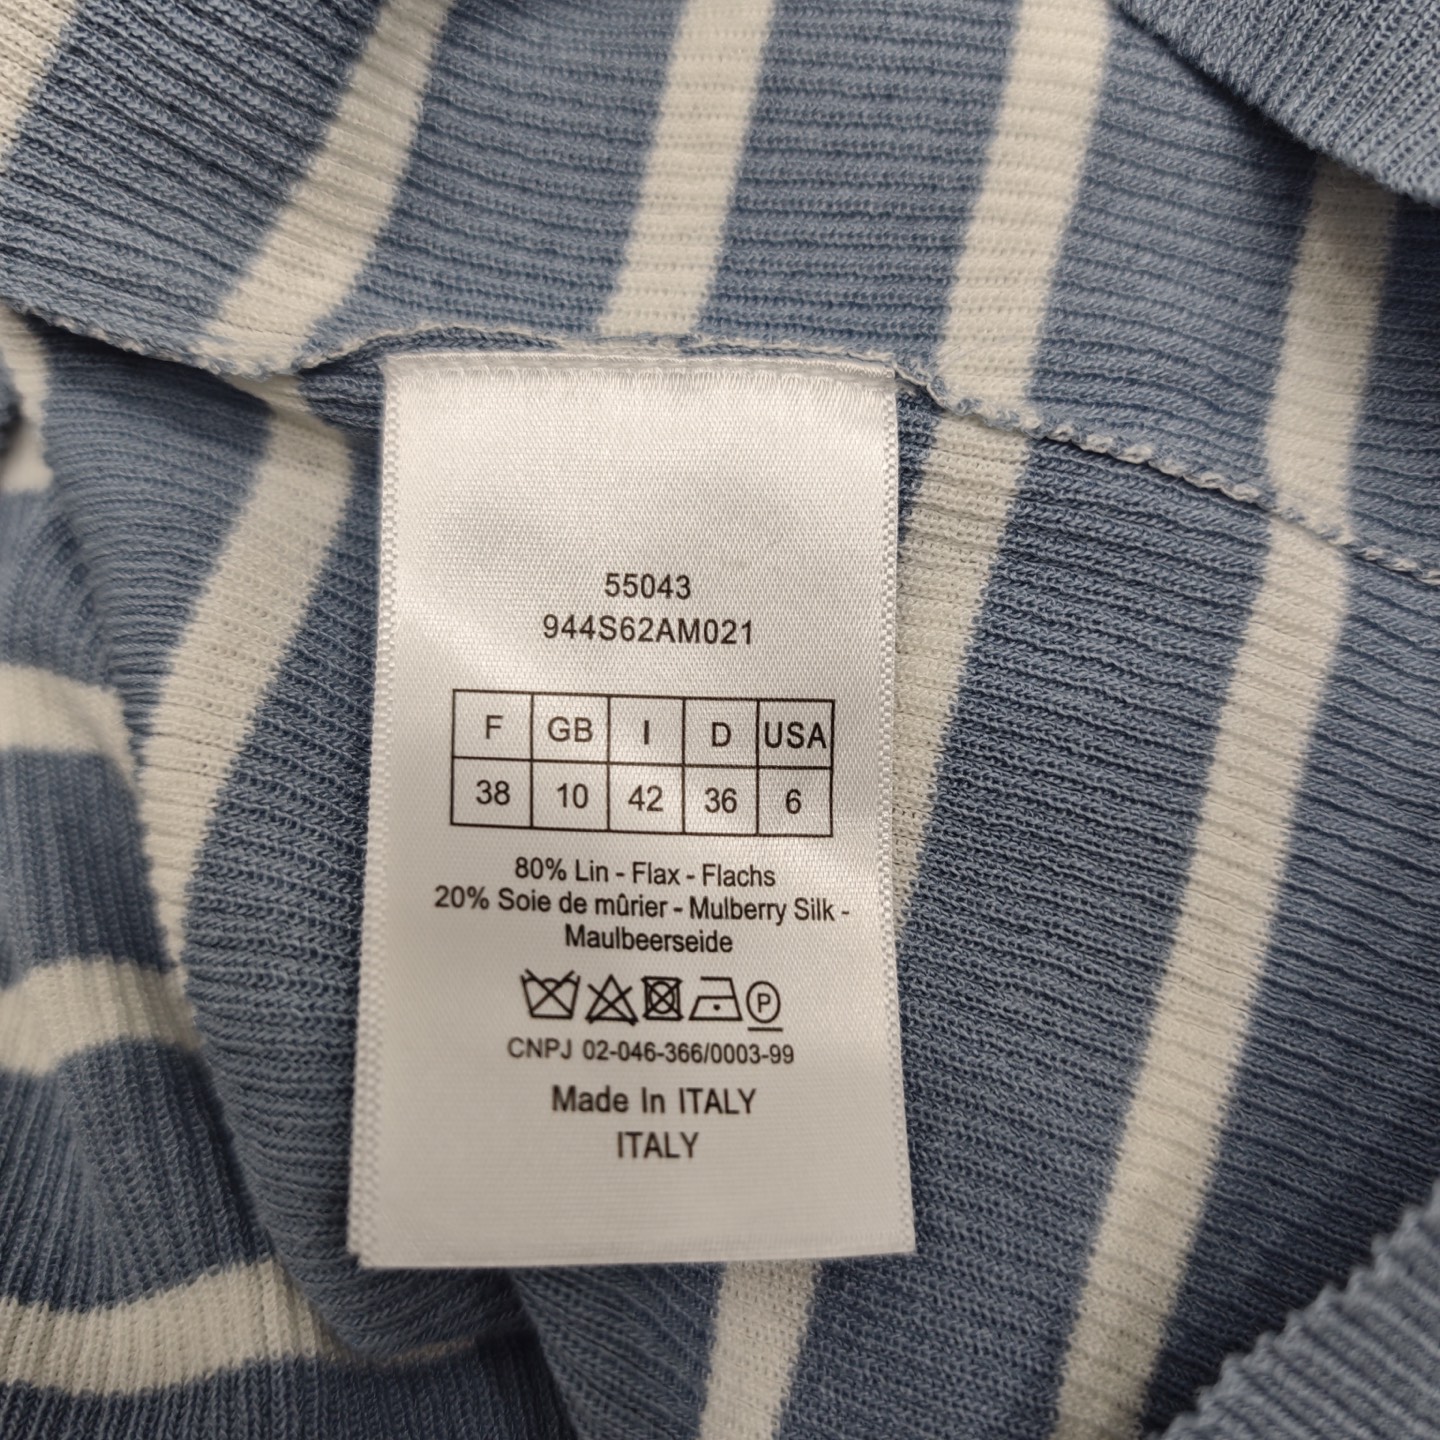 55043
944S62AM021
F GB I D USA
38 10 42 36 6
80% Lin - Flax - Flachs
20% Soie de mûrier - Mulberry Silk -
Maulbeerseide
P
CNPJ 02-046-366/0003-99
Made In ITALY
ITALY